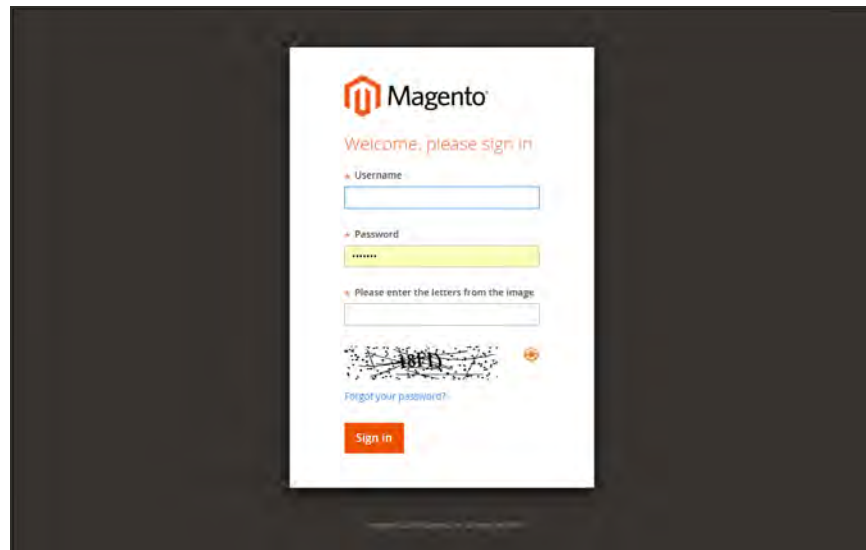 Magento
Welcome, please sign in
* Username
* Password
* Please enter the letters from the image
Forgot your password?
Sign in